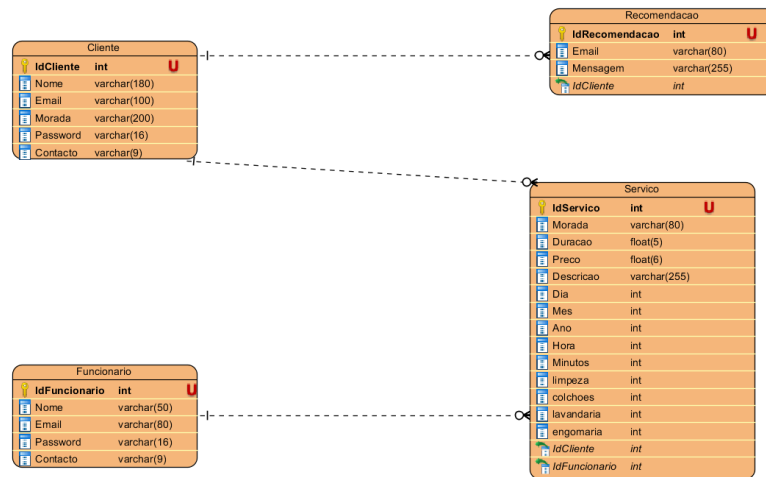 Cliente
IdCliente int U
Nome varchar(180)
Email varchar(100)
Morada varchar(200)
Password varchar(16)
Contacto varchar(9)
Recomendacao
IdRecomendacao int U
Email varchar(80)
Mensagem varchar(255)
IdCliente int
Servico
IdServico int U
Morada varchar(80)
Duracao float(5)
Preco float(6)
Descricao varchar(255)
Dia int
Mes int
Ano int
Hora int
Minutos int
limpeza int
colchoes int
lavandaria int
engomaria int
IdCliente int
IdFuncionario int
Funcionario
IdFuncionario int U
Nome varchar(50)
Email varchar(80)
Password varchar(16)
Contacto varchar(9)